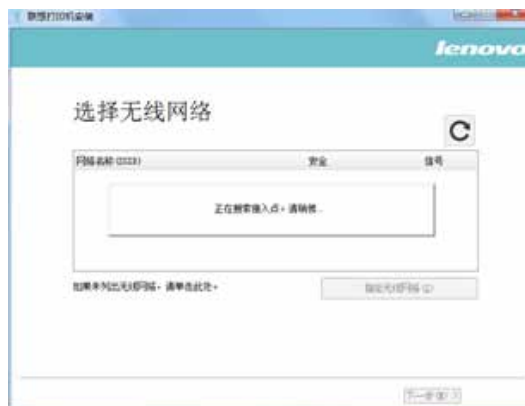 联想打印机安装
lenovo
选择无线网络
网络名称(SSID) 安全 信号
正在搜索接入点。请稍候...
如果未列出无线网络，请单击此处。
指定无线网络
下一步